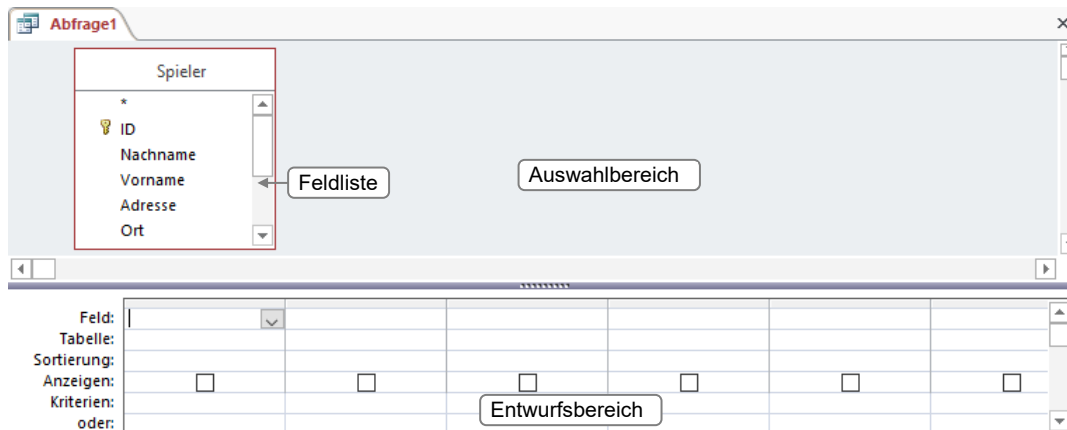 Abfrage1
Spieler
*
ID
Nachname
Vorname
Adresse
Ort
Feldliste
Auswahlbereich
Feld:
Tabelle:
Sortierung:
Anzeigen:
Kriterien:
oder:
Entwurfsbereich